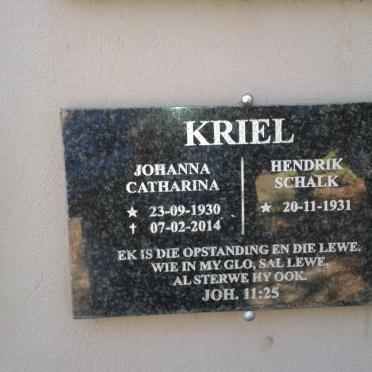 KRIEL
JOHANNA
CATHARINA
★ 23-09-1930
† 07-02-2014
HENDRIK
SCHALK
★ 20-11-1931
EK IS DIE OPSTANDING EN DIE LEWE.
WIE IN MY GLO, SAL LEWE,
AL STERWE HY OOK.
JOH. 11:25